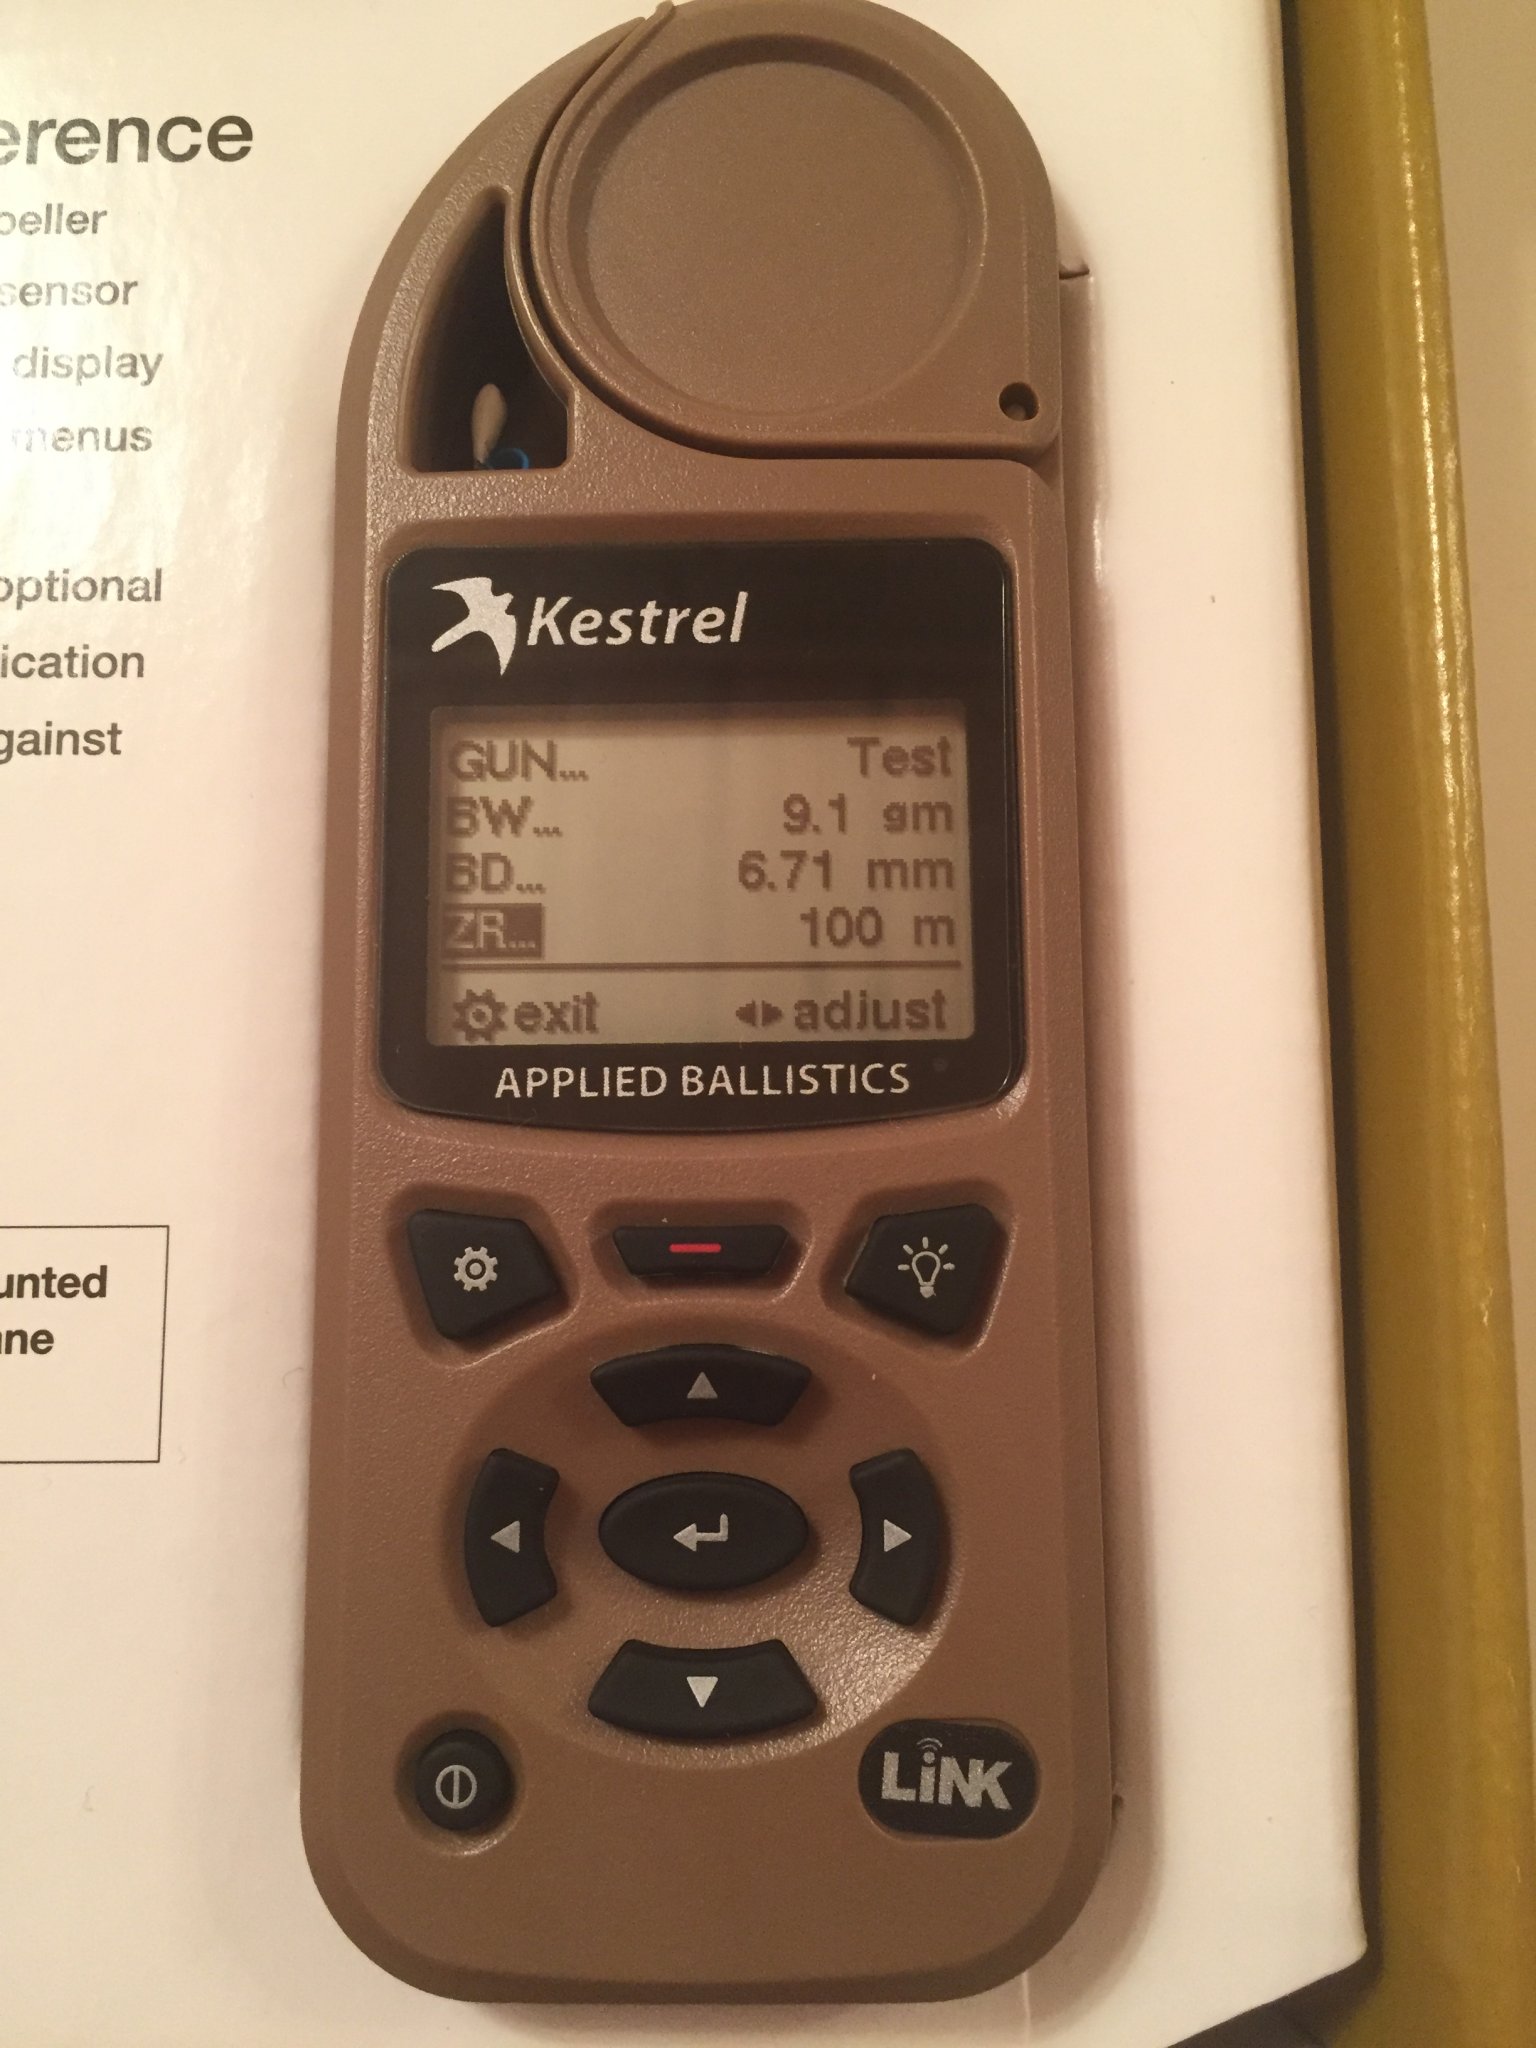 erence
peller
sensor
display
menus
optional
ication
gainst
unted
ane
Kestrel
GUN... Test
BW... 9.1 gm
BD... 6.71 mm
ZR... 100 m
exit adjust
APPLIED BALLISTICS
LiNK